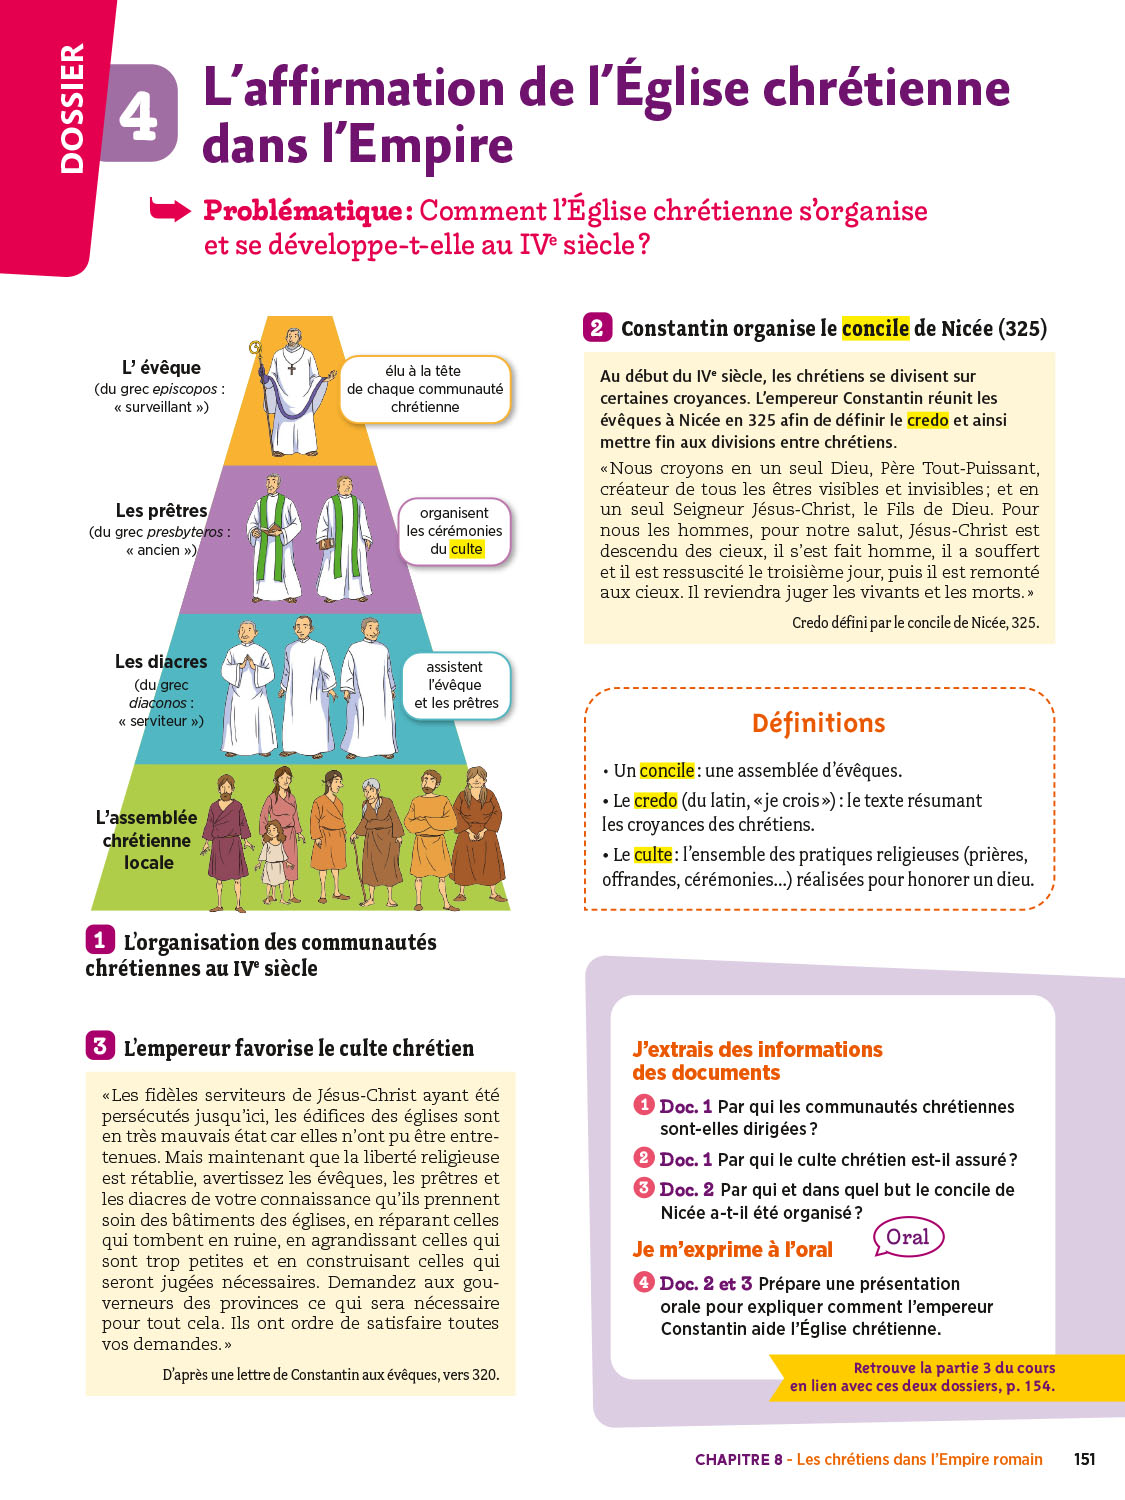 DOSSIER
4
L'affirmation de l'Église chrétienne
dans l'Empire
Problématique : Comment l'Église chrétienne s'organise
et se développe-t-elle au IVe siècle ?
L' évêque
(du grec episcopos :
« surveillant »)
élu à la tête
de chaque communauté
chrétienne
Les prêtres
(du grec presbyteros :
« ancien »)
organisent
les cérémonies
du culte
Les diacres
(du grec
diaconos :
« serviteur »)
assistent
l'évêque
et les prêtres
L'assemblée
chrétienne
locale
1 L'organisation des communautés
chrétiennes au IVe siècle
3 L'empereur favorise le culte chrétien
« Les fidèles serviteurs de Jésus-Christ ayant été
persécutés jusqu'ici, les édifices des églises sont
en très mauvais état car elles n'ont pu être entre-
tenues. Mais maintenant que la liberté religieuse
est rétablie, avertissez les évêques, les prêtres et
les diacres de votre connaissance qu'ils prennent
soin des bâtiments des églises, en réparant celles
qui tombent en ruine, en agrandissant celles qui
sont trop petites et en construisant celles qui
seront jugées nécessaires. Demandez aux gou-
verneurs des provinces ce qui sera nécessaire
pour tout cela. Ils ont ordre de satisfaire toutes
vos demandes. »
D'après une lettre de Constantin aux évêques, vers 320.
2 Constantin organise le concile de Nicée (325)
Au début du IVe siècle, les chrétiens se divisent sur
certaines croyances. L'empereur Constantin réunit les
évêques à Nicée en 325 afin de définir le credo et ainsi
mettre fin aux divisions entre chrétiens.
« Nous croyons en un seul Dieu, Père Tout-Puissant,
créateur de tous les êtres visibles et invisibles ; et en
un seul Seigneur Jésus-Christ, le Fils de Dieu. Pour
nous les hommes, pour notre salut, Jésus-Christ est
descendu des cieux, il s'est fait homme, il a souffert
et il est ressuscité le troisième jour, puis il est remonté
aux cieux. Il reviendra juger les vivants et les morts. »
Credo défini par le concile de Nicée, 325.
Définitions
• Un concile : une assemblée d'évêques.
• Le credo (du latin, « je crois ») : le texte résumant
les croyances des chrétiens.
• Le culte : l'ensemble des pratiques religieuses (prières,
offrandes, cérémonies...) réalisées pour honorer un dieu.
J'extrais des informations
des documents
1 Doc. 1 Par qui les communautés chrétiennes
sont-elles dirigées ?
2 Doc. 1 Par qui le culte chrétien est-il assuré ?
3 Doc. 2 Par qui et dans quel but le concile de
Nicée a-t-il été organisé ?
Je m'exprime à l'oral
Oral
4 Doc. 2 et 3 Prépare une présentation
orale pour expliquer comment l'empereur
Constantin aide l'Église chrétienne.
Retrouve la partie 3 du cours
en lien avec ces deux dossiers, p. 154.
CHAPITRE 8 - Les chrétiens dans l'Empire romain 151